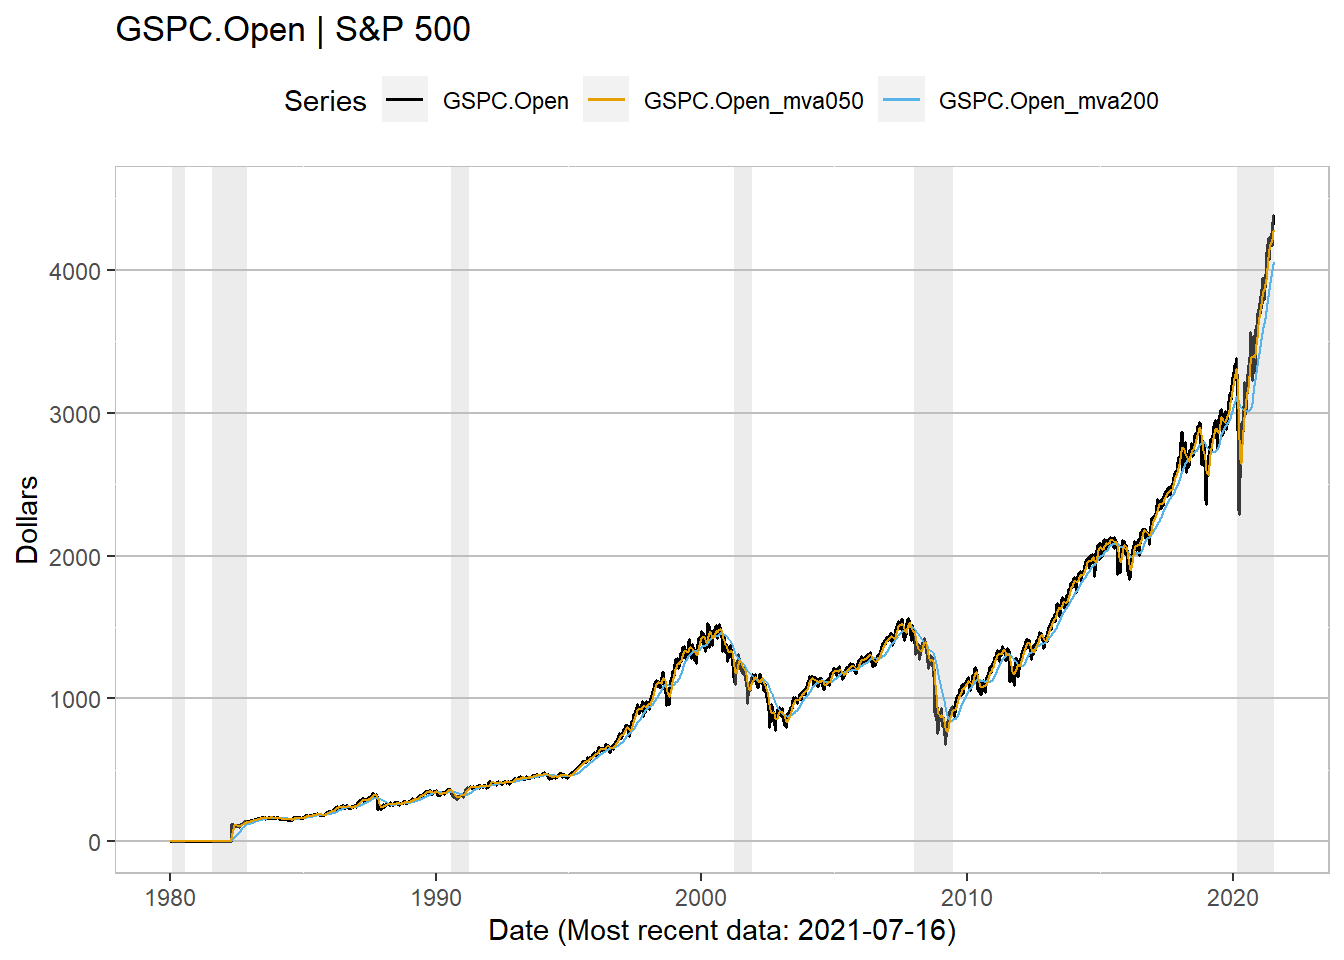 GSPC.Open | S&P 500
Series GSPC.Open GSPC.Open_mva050 GSPC.Open_mva200
4000
3000
2000
1000
0
Dollars
1980 1990 2000 2010 2020
Date (Most recent data: 2021-07-16)